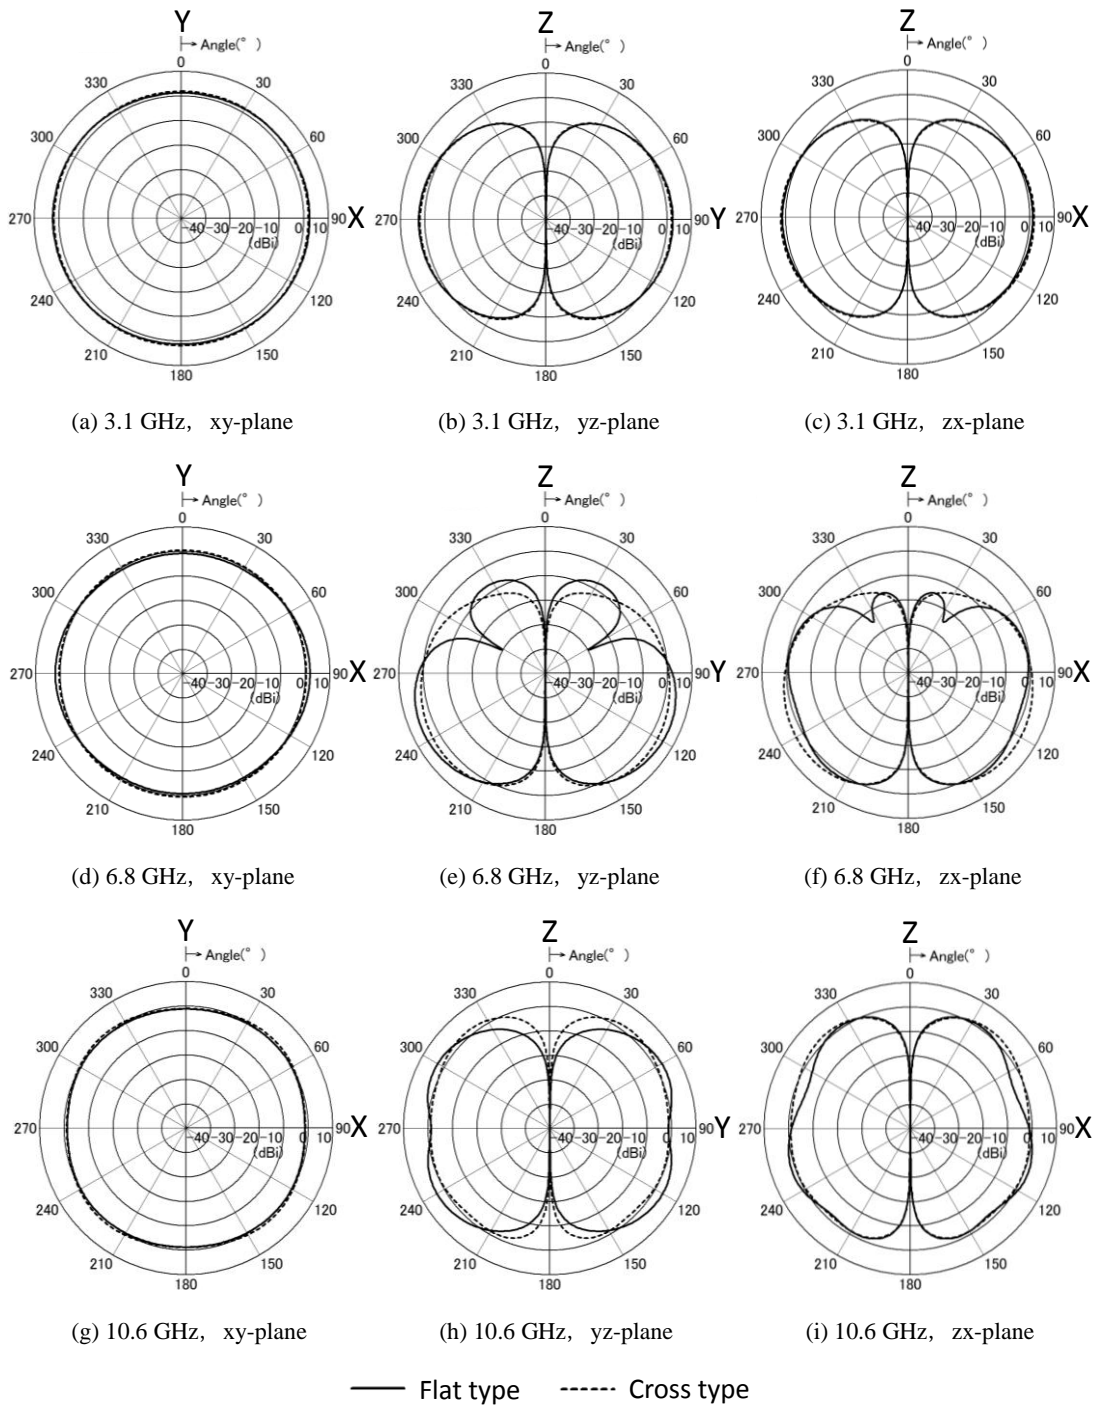 Y Z Z
Angle(° ) Angle(° ) Angle(° )
0 0 0
330 30 330 30 330 30
300 60 300 60 300 60
270 -40-30-20-10 0 10 90 X 270 -40-30-20-10 0 10 90 Y 270 -40-30-20-10 0 10 90 X
(dBi) (dBi) (dBi)
240 120 240 120 240 120
210 150 210 150 210 150
180 180 180
(a) 3.1 GHz, xy-plane (b) 3.1 GHz, yz-plane (c) 3.1 GHz, zx-plane
Y Z Z
Angle(° ) Angle(° ) Angle(° )
0 0 0
330 30 330 30 330 30
300 60 300 60 300 60
270 -40-30-20-10 0 10 90 X 270 -40-30-20-10 0 10 90 Y 270 -40-30-20-10 0 10 90 X
(dBi) (dBi) (dBi)
240 120 240 120 240 120
210 150 210 150 210 150
180 180 180
(d) 6.8 GHz, xy-plane (e) 6.8 GHz, yz-plane (f) 6.8 GHz, zx-plane
Y Z Z
Angle(° ) Angle(° ) Angle(° )
0 0 0
330 30 330 30 330 30
300 60 300 60 300 60
270 -40-30-20-10 0 10 90 X 270 -40-30-20-10 0 10 90 Y 270 -40-30-20-10 0 10 90 X
(dBi) (dBi) (dBi)
240 120 240 120 240 120
210 150 210 150 210 150
180 180 180
(g) 10.6 GHz, xy-plane (h) 10.6 GHz, yz-plane (i) 10.6 GHz, zx-plane
Flat type Cross type